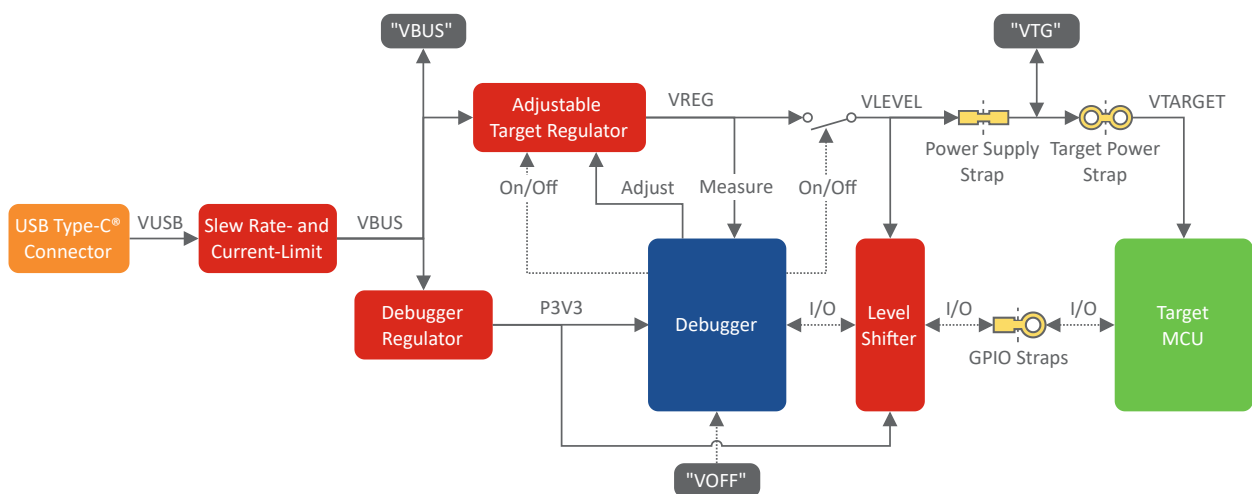 "VBUS"
"VTG"
Adjustable
Target Regulator
VREG
VLEVEL
VTARGET
Power Supply
Strap
Target Power
Strap
On/Off
Adjust
Measure
On/Off
USB Type-C®
Connector
VUSB
Slew Rate- and
Current-Limit
VBUS
Debugger
Regulator
P3V3
Debugger
I/O
Level
Shifter
I/O
I/O
GPIO Straps
Target
MCU
"VOFF"